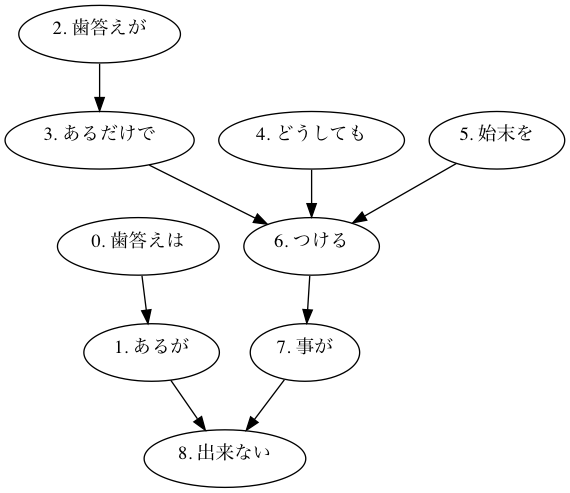 2. 歯答えが
3. あるだけで
4. どうしても
5. 始末を
0. 歯答えは
6. つける
1. あるが
7. 事が
8. 出来ない